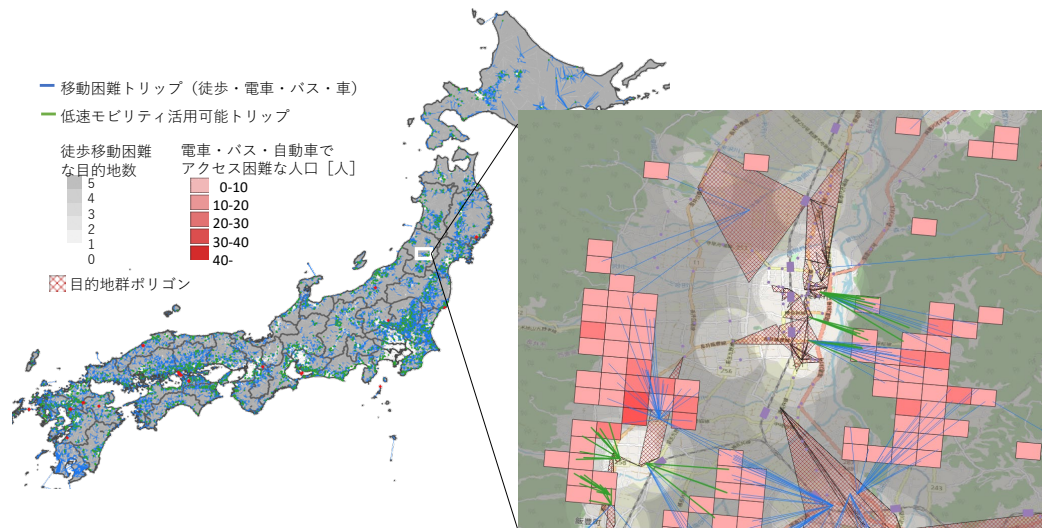 移動困難トリップ（徒歩・電車・バス・車）
低速モビリティ活用可能トリップ
徒歩移動困難
な目的地数
5
4
3
2
1
0
電車・バス・自動車で
アクセス困難な人口［人］
0-10
10-20
20-30
30-40
40-
目的地群ポリゴン
飯豊町